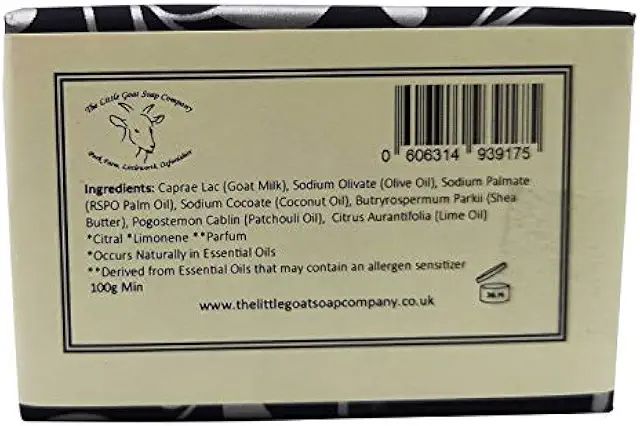 The Little Goat Soap Company
Park Farm, Littleworth, Oxfordshire
0 606314 939175
Ingredients: Caprae Lac (Goat Milk), Sodium Olivate (Olive Oil), Sodium Palmate
(RSPO Palm Oil), Sodium Cocoate (Coconut Oil), Butryrospermum Parkii (Shea
Butter), Pogostemon Cablin (Patchouli Oil), Citrus Aurantifolia (Lime Oil)
*Citral *Limonene **Parfum
*Occurs Naturally in Essential Oils
**Derived from Essential Oils that may contain an allergen sensitizer
100g Min
www.thelittlegoatsoapcompany.co.uk